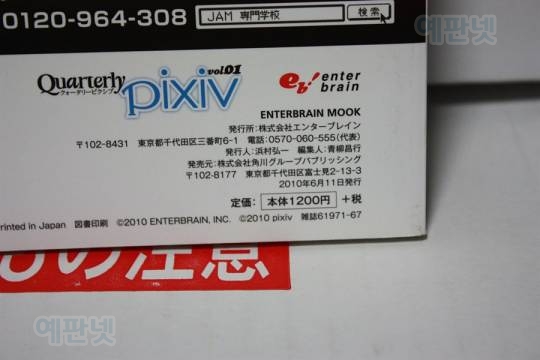 0120-964-308 JAM 専門学校 検索
예판넷
예판넷
Quarterly pixiv vol.01
クォータリーピクシブ
eb! enter brain
ENTERBRAIN MOOK
発行所：株式会社エンターブレイン
〒102-8431 東京都千代田区三番町6-1 電話：0570-060-555(代表)
発行人：浜村弘一 編集人：青柳昌行
発売元：株式会社角川グループパブリッシング
〒102-8177 東京都千代田区富士見2-13-3
2010年6月11日発行
定価： 本体1200円 +税
Printed in Japan 図書印刷 ©2010 ENTERBRAIN, INC. ©2010 pixiv 雑誌61971-67
の注意
예판넷
예판넷